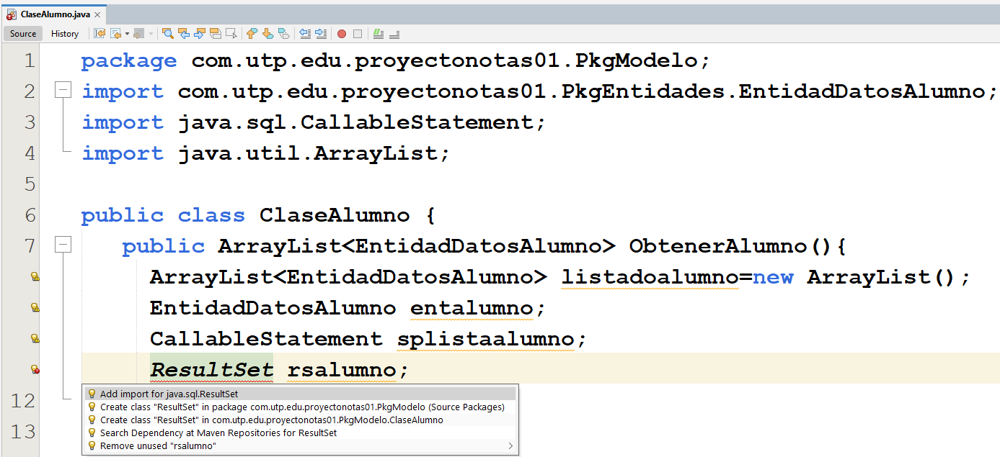 ClaseAlumno.java
Source History
1 package com.utp.edu.proyectonotas01.PkgModelo;
2 import com.utp.edu.proyectonotas01.PkgEntidades.EntidadDatosAlumno;
3 import java.sql.CallableStatement;
4 import java.util.ArrayList;
5
6 public class ClaseAlumno {
7 public ArrayList<EntidadDatosAlumno> ObtenerAlumno(){
ArrayList<EntidadDatosAlumno> listadoalumno=new ArrayList();
EntidadDatosAlumno entalumno;
CallableStatement splistaalumno;
ResultSet rsalumno;
12
13
Add import for java.sql.ResultSet
Create class "ResultSet" in package com.utp.edu.proyectonotas01.PkgModelo (Source Packages)
Create class "ResultSet" in com.utp.edu.proyectonotas01.PkgModelo.ClaseAlumno
Search Dependency at Maven Repositories for ResultSet
Remove unused "rsalumno"